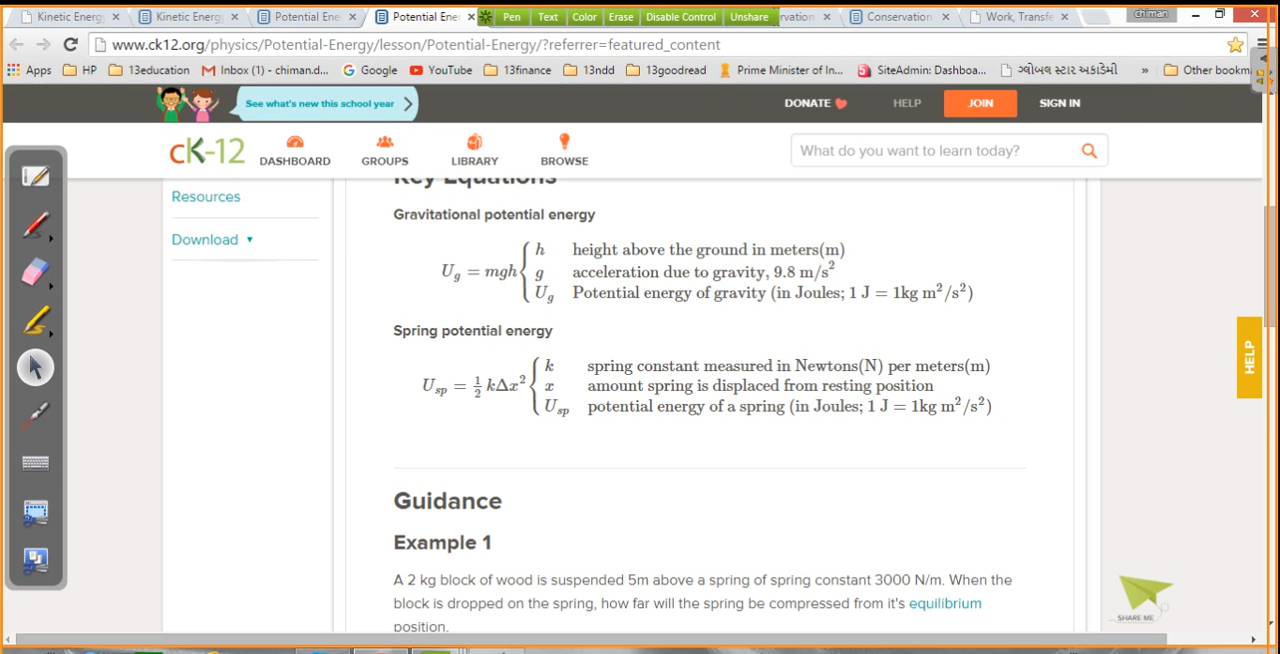 Kinetic Energy
Kinetic Energ
Potential Ene
Potential Ene
Pen
Text
Color
Erase
Disable Control
Unshare
rvation
Conservation
Work, Transfe
chiman
www.ck12.org/physics/Potential-Energy/lesson/Potential-Energy/?referrer=featured_content
Apps
HP
13education
Inbox (1) - chiman.d...
Google
YouTube
13finance
13ndd
13goodread
Prime Minister of In...
SiteAdmin: Dashboa...
ગ્લોબલ સ્ટાર અકાડેમી
»
Other bookm
See what's new this school year
DONATE
HELP
JOIN
SIGN IN
cK-12
DASHBOARD
GROUPS
LIBRARY
BROWSE
What do you want to learn today?
Resources
Download
Key Equations
Gravitational potential energy
h height above the ground in meters(m)
U_g = mgh { g acceleration due to gravity, 9.8 m/s²
U_g Potential energy of gravity (in Joules; 1 J = 1kg m²/s²)
Spring potential energy
k spring constant measured in Newtons(N) per meters(m)
U_sp = ½ kΔx² { x amount spring is displaced from resting position
U_sp potential energy of a spring (in Joules; 1 J = 1kg m²/s²)
HELP
Guidance
Example 1
A 2 kg block of wood is suspended 5m above a spring of spring constant 3000 N/m. When the
block is dropped on the spring, how far will the spring be compressed from it's equilibrium
position.
SHARE ME